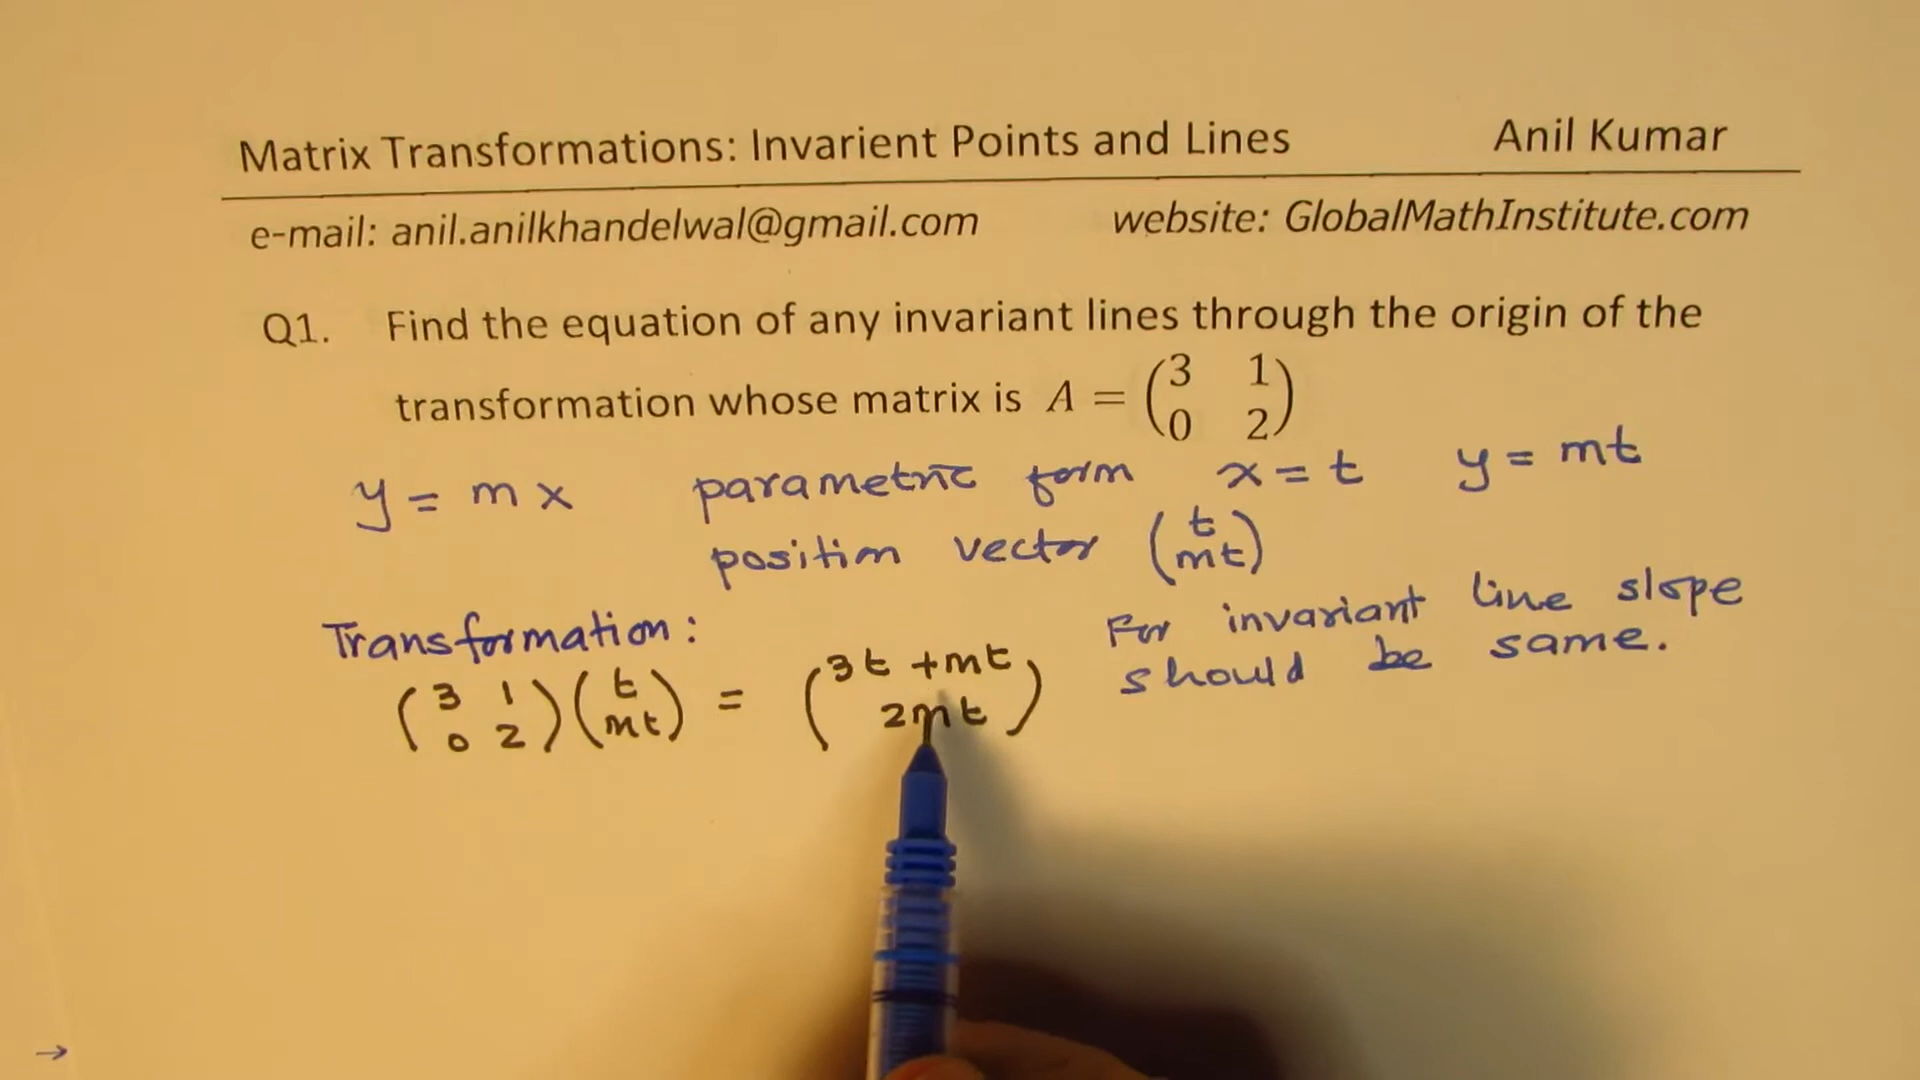 Matrix Transformations: Invarient Points and Lines Anil Kumar
e-mail: anil.anilkhandelwal@gmail.com website: GlobalMathInstitute.com
Q1. Find the equation of any invariant lines through the origin of the
transformation whose matrix is A = (3 1
0 2)
y = mx parametric form x = t y = mt
position vector (t
mt)
Transformation:
(3 1
0 2) (t
mt) = (3t + mt
2mt)
For invariant line slope
should be same.
→